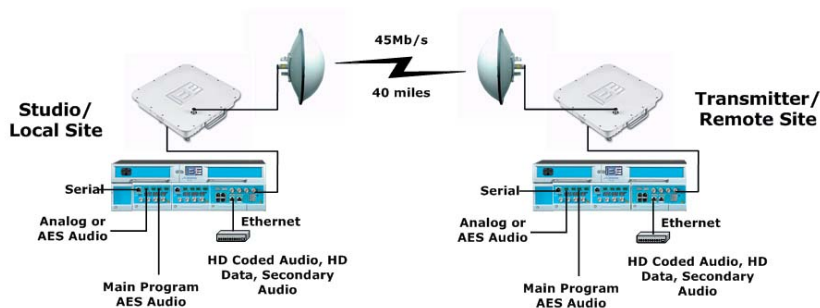 45Mb/s
40 miles
Studio/
Local Site
Transmitter/
Remote Site
Serial
Analog or
AES Audio
Ethernet
HD Coded Audio, HD
Data, Secondary
Audio
Main Program
AES Audio
Serial
Analog or
AES Audio
Ethernet
HD Coded Audio, HD
Data, Secondary
Audio
Main Program
AES Audio